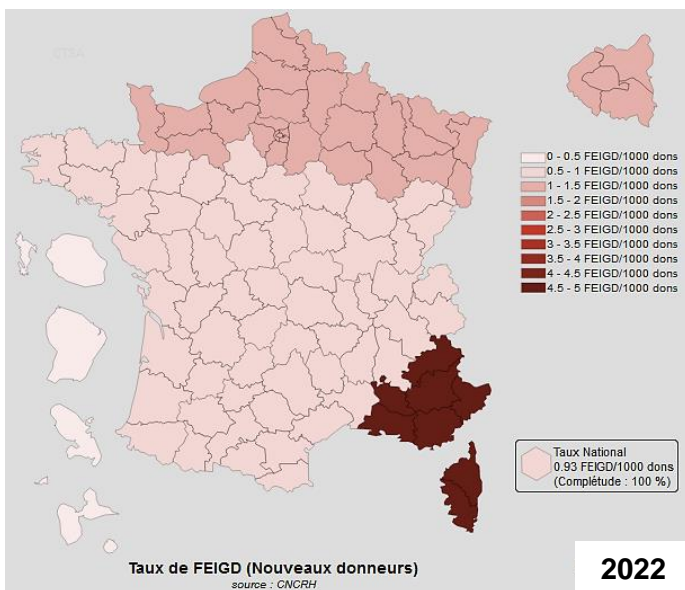 0 - 0.5 FEIGD/1000 dons
0.5 - 1 FEIGD/1000 dons
1 - 1.5 FEIGD/1000 dons
1.5 - 2 FEIGD/1000 dons
2 - 2.5 FEIGD/1000 dons
2.5 - 3 FEIGD/1000 dons
3 - 3.5 FEIGD/1000 dons
3.5 - 4 FEIGD/1000 dons
4 - 4.5 FEIGD/1000 dons
4.5 - 5 FEIGD/1000 dons
Taux National
0.93 FEIGD/1000 dons
(Complétude : 100 %)
Taux de FEIGD (Nouveaux donneurs)
source : CNCRH
2022